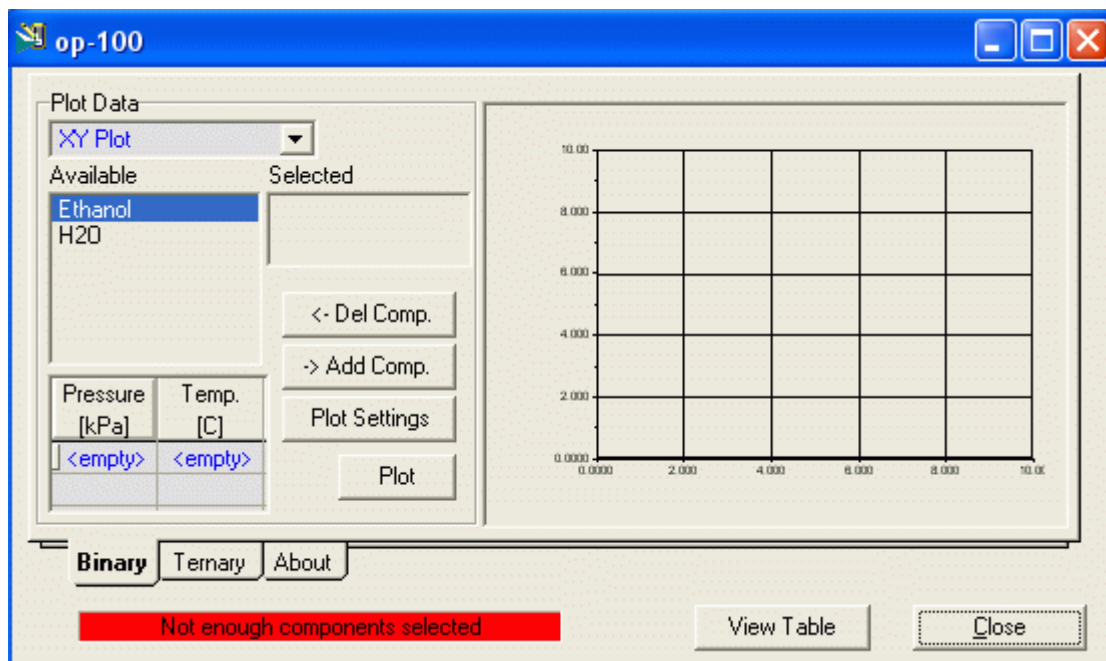 op-100
Plot Data
XY Plot
Available
Selected
Ethanol
H2O
<- Del Comp.
-> Add Comp.
Plot Settings
Plot
Pressure [kPa]
Temp. [C]
<empty> <empty>
10.00
8.000
6.000
4.000
2.000
0.0000
0.0000 2.000 4.000 6.000 8.000 10.00
Binary Ternary About
Not enough components selected
View Table
Close